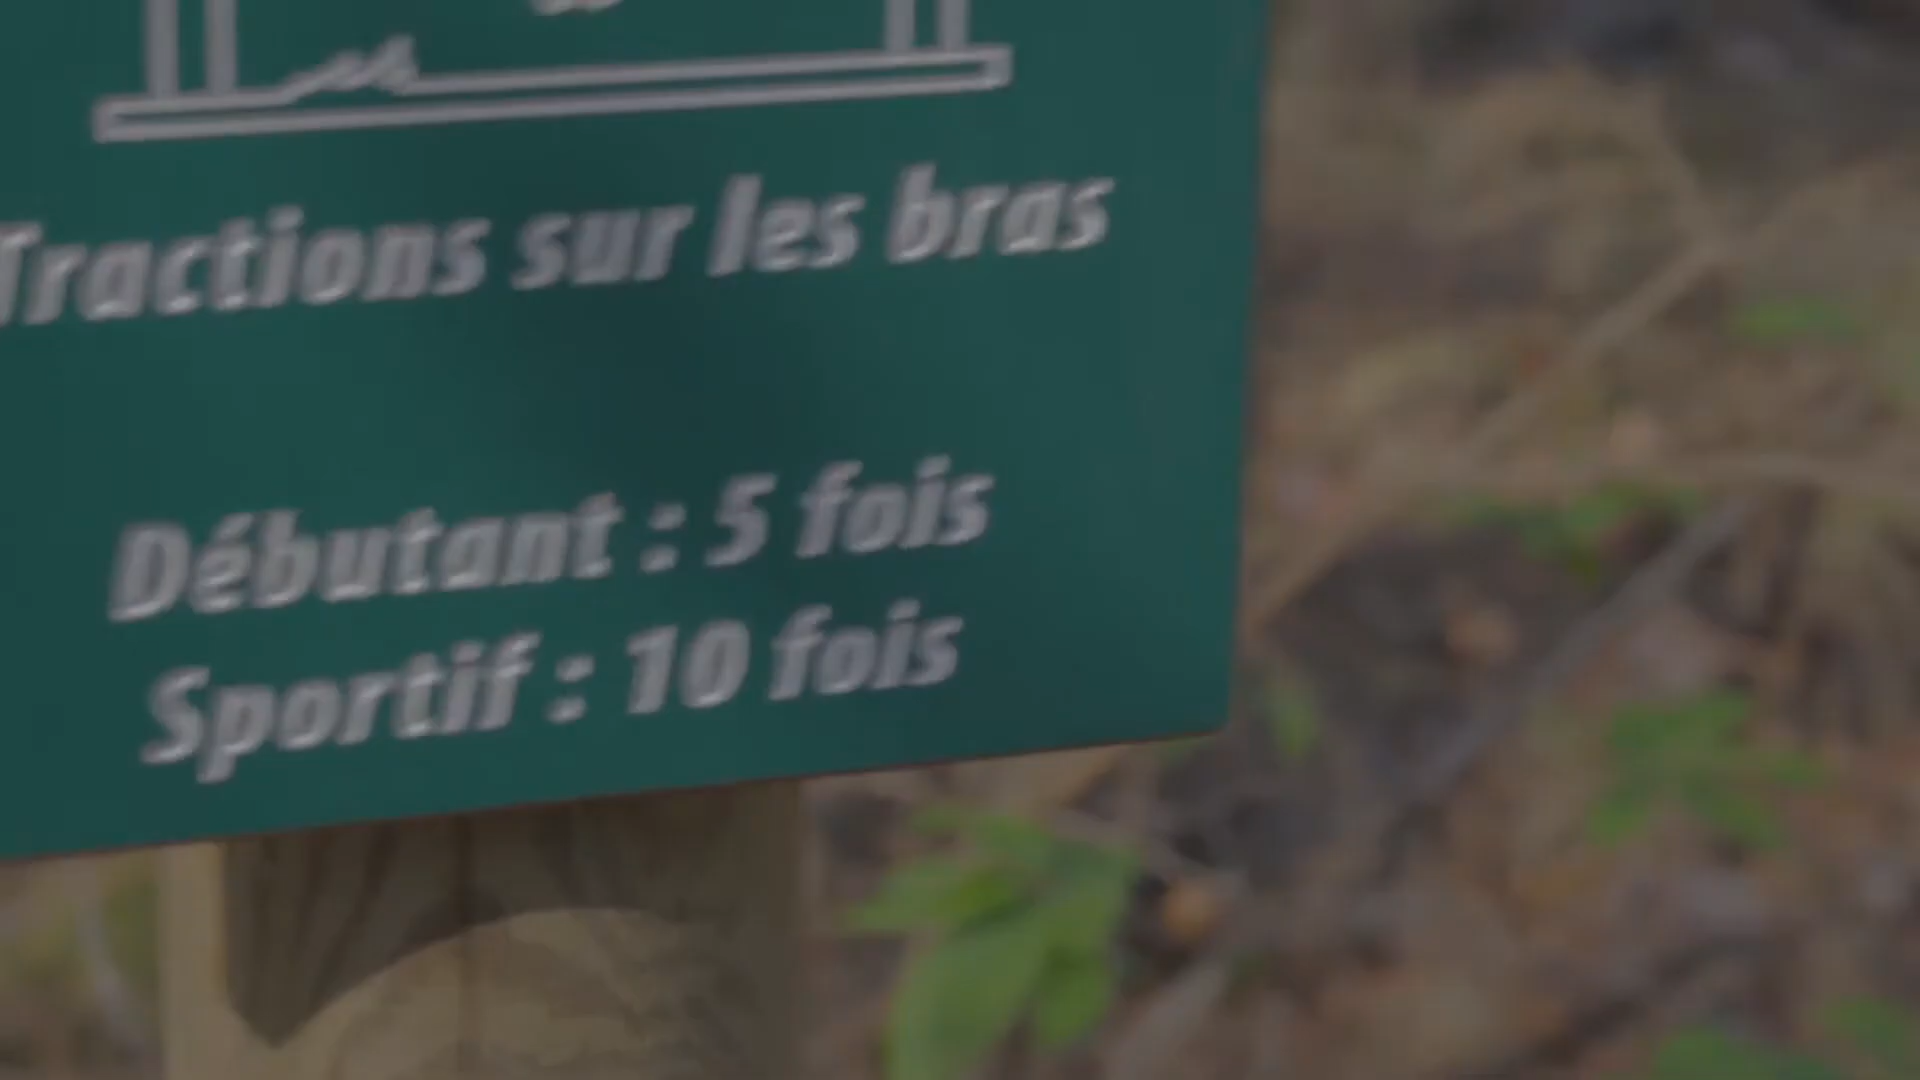 Tractions sur les bras
Débutant : 5 fois
Sportif : 10 fois